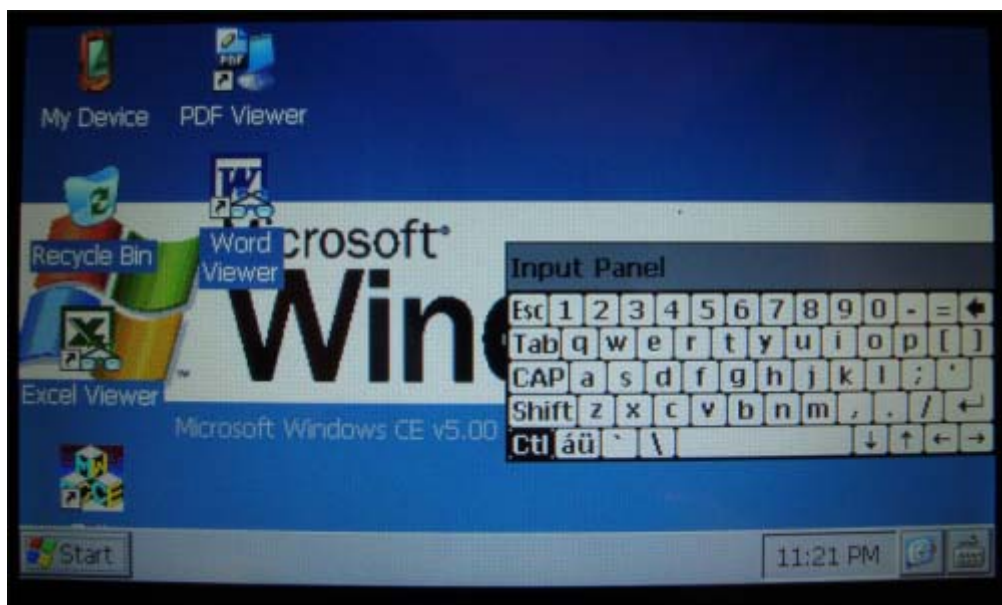 My Device
PDF Viewer
PDF
W
Recycle Bin
Word
Viewer
crosoft
Win
Excel Viewer
Microsoft Windows CE v5.00
Input Panel
Esc 1 2 3 4 5 6 7 8 9 0 - = ←
Tab q w e r t y u i o p [ ]
CAP a s d f g h j k l ; '
Shift z x c v b n m , . / ↵
Ctl áü ` \ ↓ ↑ ← →
Start
11:21 PM